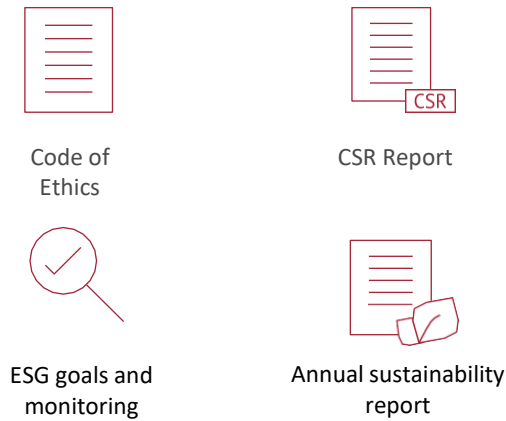 CSR
Code of
Ethics
CSR Report
ESG goals and
monitoring
Annual sustainability
report